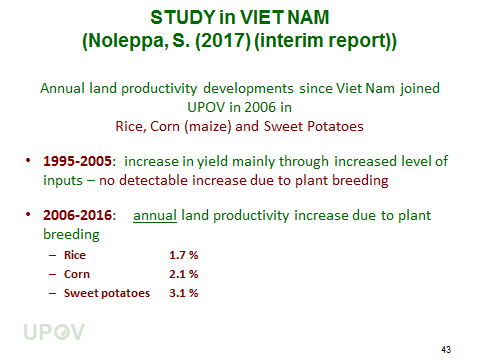 STUDY in VIET NAM
(Noleppa, S. (2017) (interim report))
Annual land productivity developments since Viet Nam joined
UPOV in 2006 in
Rice, Corn (maize) and Sweet Potatoes
• 1995-2005: increase in yield mainly through increased level of
inputs – no detectable increase due to plant breeding
• 2006-2016: annual land productivity increase due to plant
breeding
– Rice 1.7 %
– Corn 2.1 %
– Sweet potatoes 3.1 %
UPOV
43